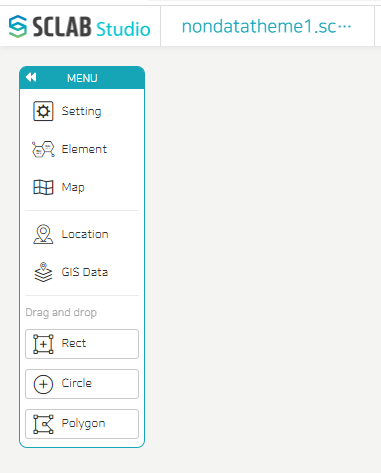 SCLAB Studio
nondatatheme1.sc···
MENU
Setting
Element
Map
Location
GIS Data
Drag and drop
Rect
Circle
Polygon